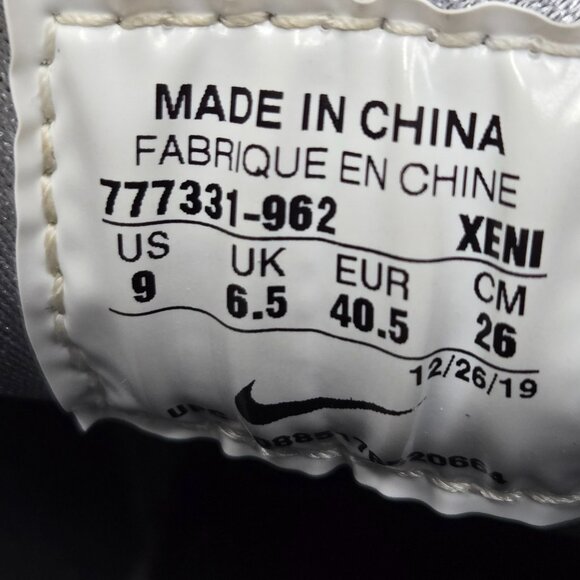 MADE IN CHINA
FABRIQUE EN CHINE
777331-962 XENI
US UK EUR CM
9 6.5 40.5 26
12/26/19